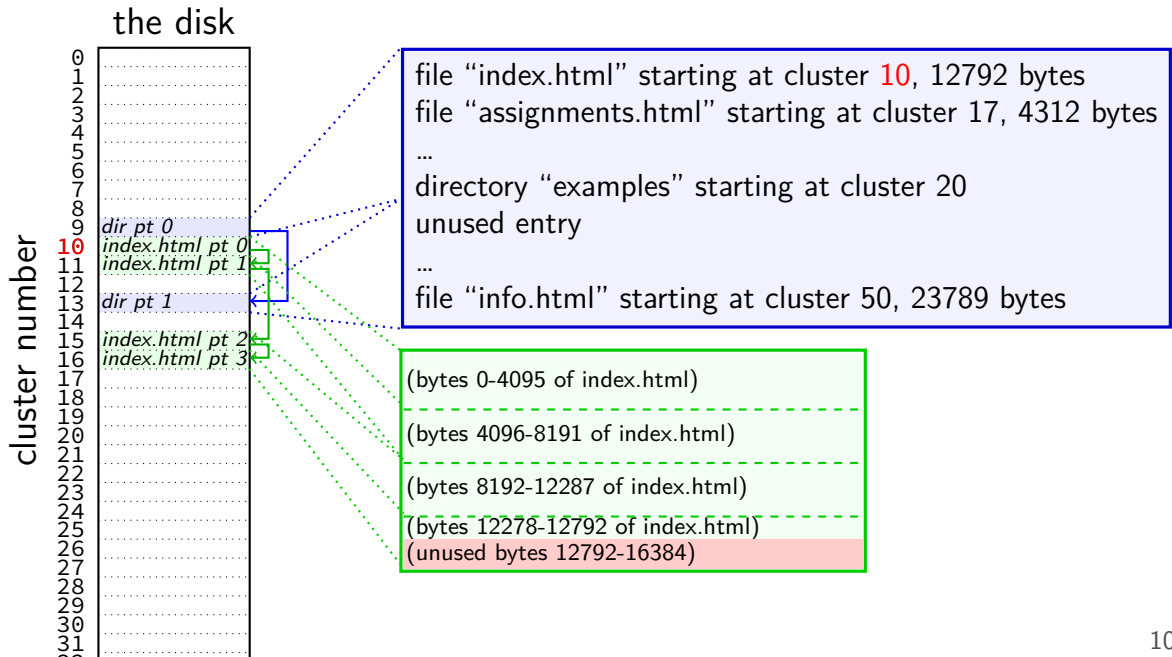 the disk
cluster number
0
1
2
3
4
5
6
7
8
9
10
11
12
13
14
15
16
17
18
19
20
21
22
23
24
25
26
27
28
29
30
31
dir pt 0
index.html pt 0
index.html pt 1
dir pt 1
index.html pt 2
index.html pt 3
file “index.html” starting at cluster 10, 12792 bytes
file “assignments.html” starting at cluster 17, 4312 bytes
…
directory “examples” starting at cluster 20
unused entry
…
file “info.html” starting at cluster 50, 23789 bytes
(bytes 0-4095 of index.html)
(bytes 4096-8191 of index.html)
(bytes 8192-12287 of index.html)
(bytes 12278-12792 of index.html)
(unused bytes 12792-16384)
10